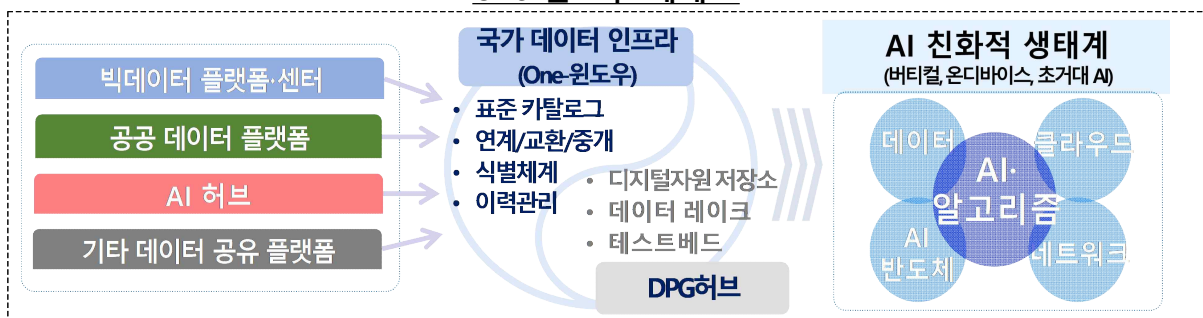 빅데이터 플랫폼·센터
공공 데이터 플랫폼
AI 허브
기타 데이터 공유 플랫폼
국가 데이터 인프라
(One-윈도우)
• 표준 카탈로그
• 연계/교환/중개
• 식별체계
• 이력관리
• 디지털자원 저장소
• 데이터 레이크
• 테스트베드
DPG허브
AI 친화적 생태계
(버티컬, 온디바이스, 초거대 AI)
데이터
클라우드
AI·
알고리즘
AI
반도체
네트워크